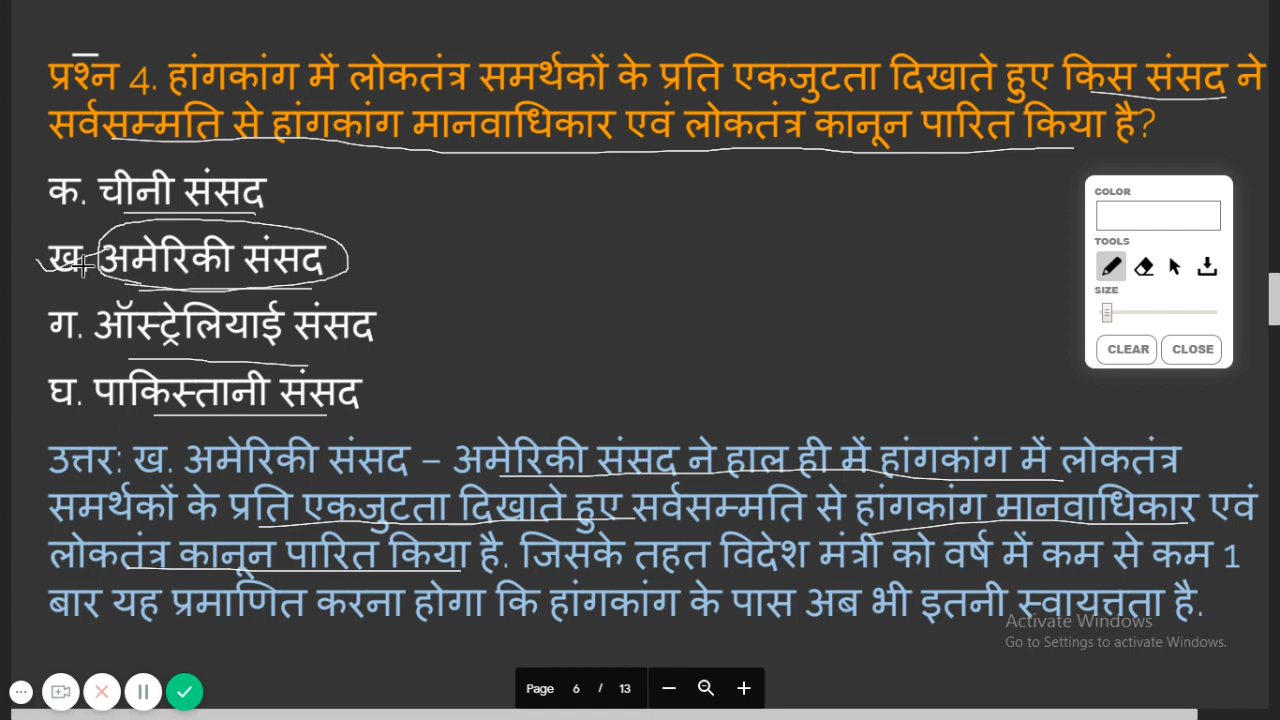 प्रश्न 4. हांगकांग में लोकतंत्र समर्थकों के प्रति एकजुटता दिखाते हुए किस संसद ने
सर्वसम्मति से हांगकांग मानवाधिकार एवं लोकतंत्र कानून पारित किया है?
क. चीनी संसद
ख. अमेरिकी संसद
ग. ऑस्ट्रेलियाई संसद
घ. पाकिस्तानी संसद
उत्तर: ख. अमेरिकी संसद – अमेरिकी संसद ने हाल ही में हांगकांग में लोकतंत्र
समर्थकों के प्रति एकजुटता दिखाते हुए सर्वसम्मति से हांगकांग मानवाधिकार एवं
लोकतंत्र कानून पारित किया है. जिसके तहत विदेश मंत्री को वर्ष में कम से कम 1
बार यह प्रमाणित करना होगा कि हांगकांग के पास अब भी इतनी स्वायत्तता है.
COLOR
TOOLS
SIZE
CLEAR CLOSE
Activate Windows
Go to Settings to activate Windows.
Page 6 / 13